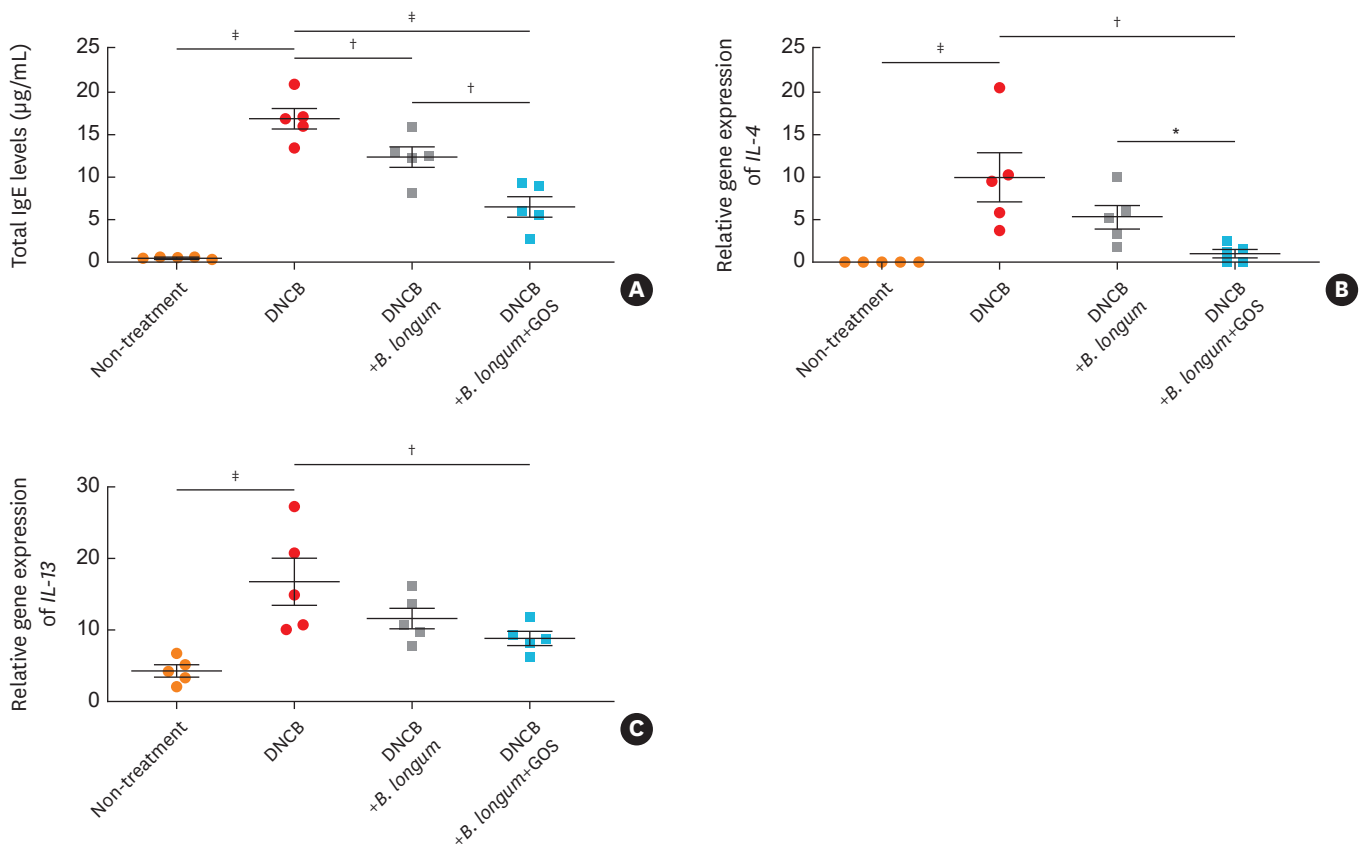 ‡
‡
†
†
Total IgE levels (µg/mL)
25
20
15
10
5
0
Non-treatment
DNCB
DNCB
+B. longum
DNCB
+B. longum+GOS
A
†
‡
*
Relative gene expression
of IL-4
25
20
15
10
5
0
Non-treatment
DNCB
DNCB
+B. longum
DNCB
+B. longum+GOS
B
†
‡
Relative gene expression
of IL-13
30
20
10
0
Non-treatment
DNCB
DNCB
+B. longum
DNCB
+B. longum+GOS
C